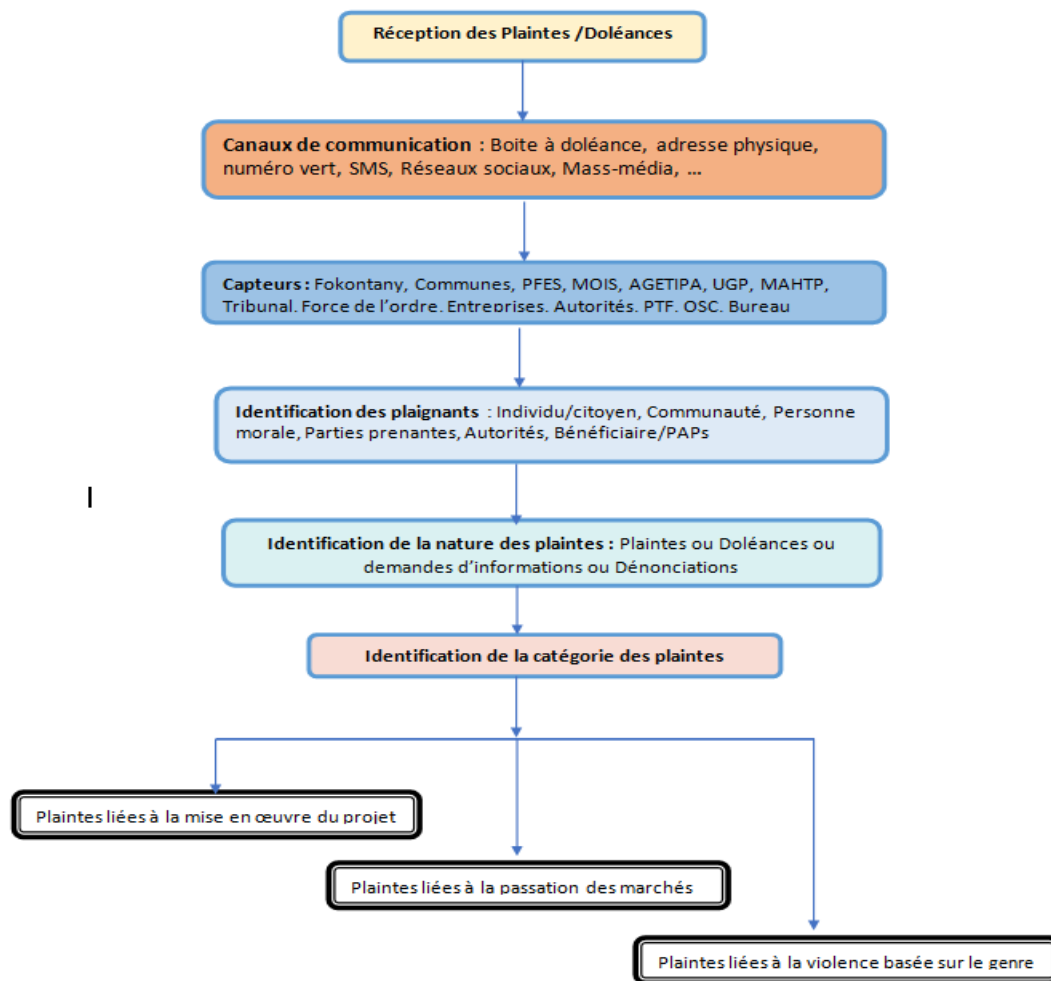 Réception des Plaintes /Doléances
Canaux de communication : Boite à doléance, adresse physique,
numéro vert, SMS, Réseaux sociaux, Mass-média, ...
Capteurs : Fokontany, Communes, PFES, MOIS, AGETIPA, UGP, MAHTP,
Tribunal, Force de l'ordre, Entreprises, Autorités, PTF, OSC, Bureau
Identification des plaignants : Individu/citoyen, Communauté, Personne
morale, Parties prenantes, Autorités, Bénéficiaire/PAPs
Identification de la nature des plaintes : Plaintes ou Doléances ou
demandes d'informations ou Dénonciations
Identification de la catégorie des plaintes
Plaintes liées à la mise en œuvre du projet
Plaintes liées à la passation des marchés
Plaintes liées à la violence basée sur le genre